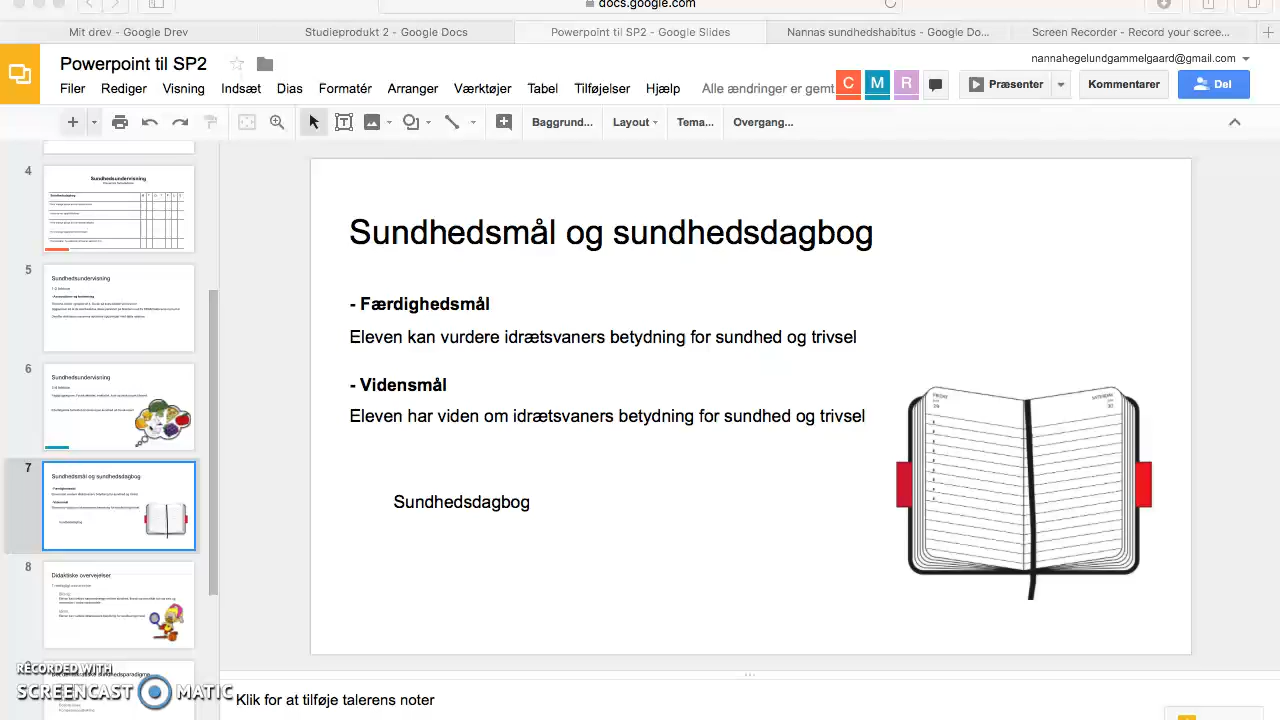 docs.google.com
Mit drev - Google Drev
Studieprodukt 2 - Google Docs
Powerpoint til SP2 - Google Slides
Nannas sundhedshabitus - Google Do...
Screen Recorder - Record your scree...
Powerpoint til SP2
nannahegelundgammelgaard@gmail.com
Filer Rediger Visning Indsæt Dias Formatér Arranger Værktøjer Tabel Tilføjelser Hjælp Alle ændringer er gemt
C M R
Præsenter
Kommentarer
Del
Baggrund...
Layout
Tema...
Overgang...
4
Sundhedsundervisning
5
Sundhedsundervisning
6
Sundhedsundervisning
7
Sundhedsmål og sundhedsdagbog
8
Didaktiske overvejelser
Sundhedsmål og sundhedsdagbog
- Færdighedsmål
Eleven kan vurdere idrætsvaners betydning for sundhed og trivsel
- Vidensmål
Eleven har viden om idrætsvaners betydning for sundhed og trivsel
Sundhedsdagbog
FRIDAY
SATURDAY
RECORDED WITH
SCREENCAST MATIC
Klik for at tilføje talerens noter